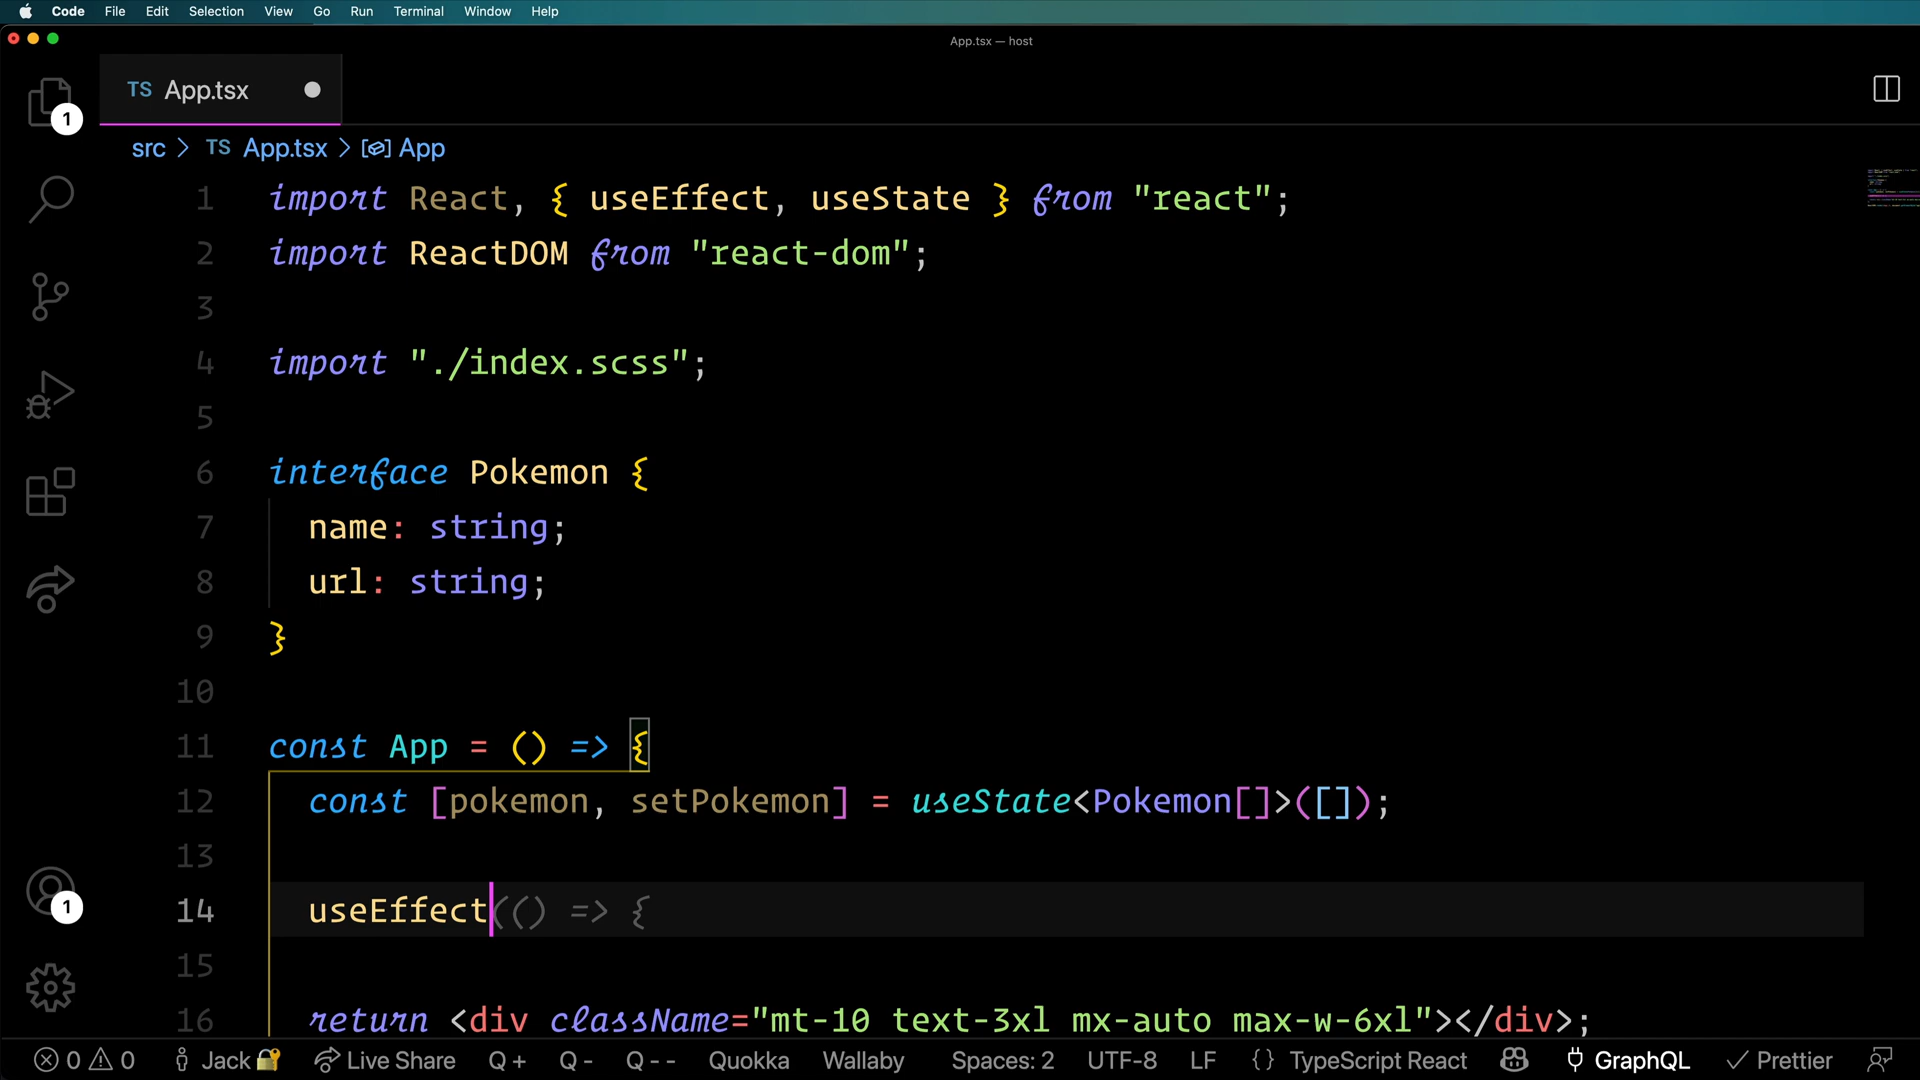 Code File Edit Selection View Go Run Terminal Window Help
App.tsx — host
TS App.tsx
1
src > TS App.tsx > App
1 import React, { useEffect, useState } from "react";
2 import ReactDOM from "react-dom";
3
4 import "./index.scss";
5
6 interface Pokemon {
7 name: string;
8 url: string;
9 }
10
11 const App = () => {
12 const [pokemon, setPokemon] = useState<Pokemon[]>([]);
13
14 useEffect(() => {
15
16 return <div className="mt-10 text-3xl mx-auto max-w-6xl"></div>;
1
0 0 Jack🔐 Live Share Q + Q - Q - - Quokka Wallaby Spaces: 2 UTF-8 LF {} TypeScript React GraphQL Prettier